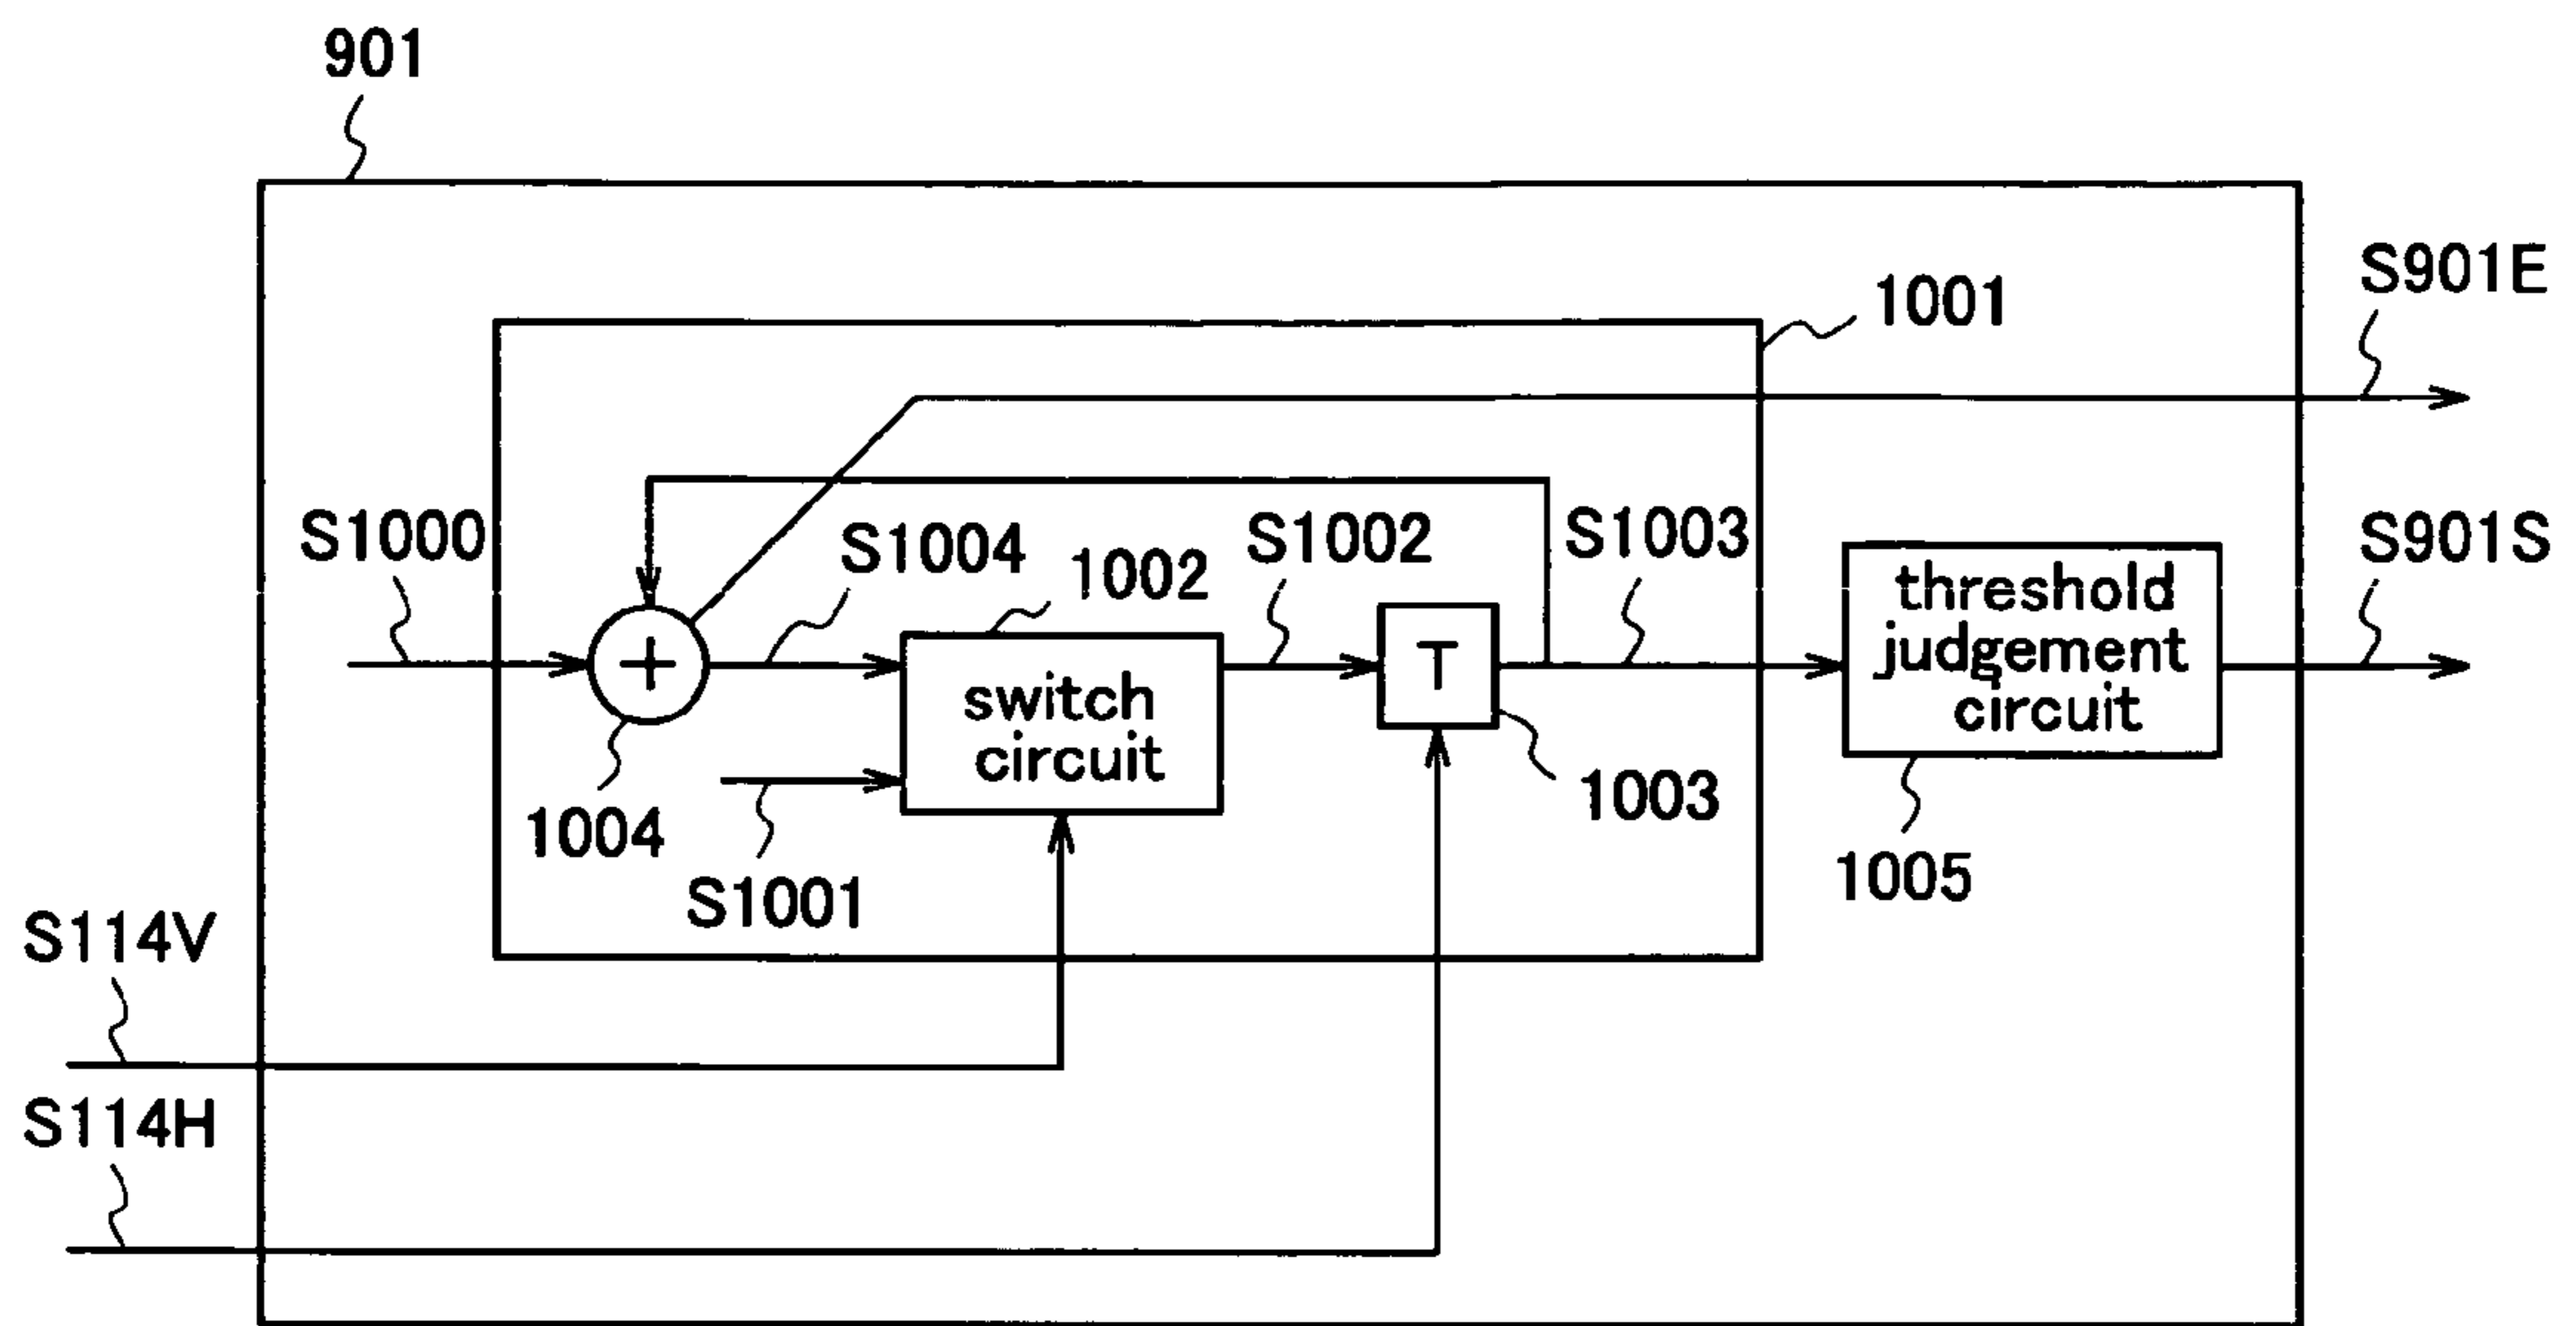 901
S901E
1001
S1000
S1004
1002
S1002
S1003
S901S
+
T
threshold
judgement
circuit
switch
circuit
1004
S1001
1003
1005
S114V
S114H